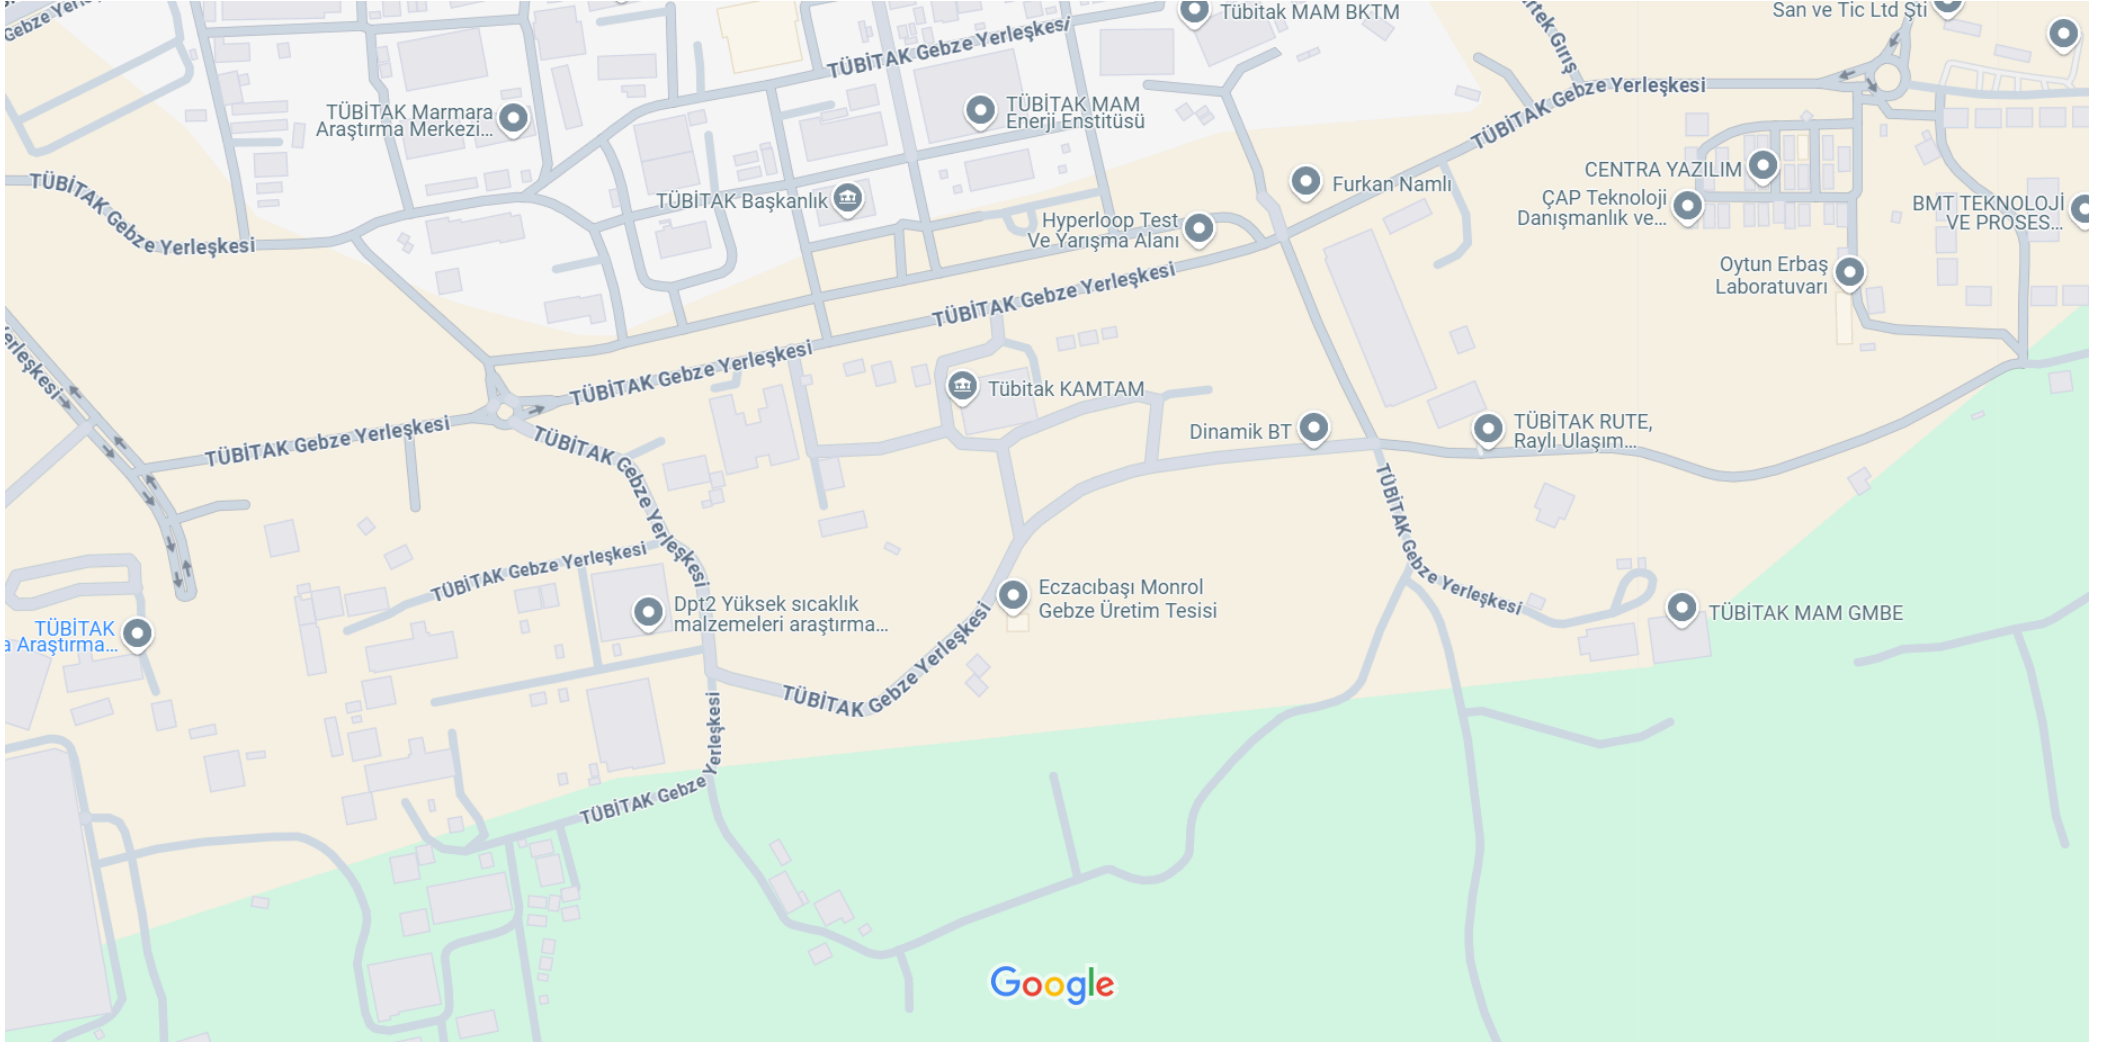 Gebze Yerl
TÜBİTAK Gebze Yerleşkesi
Tübitak MAM BKTM
San ve Tic Ltd Şti
rtek Giriş
TÜBİTAK Gebze Yerleşkesi
TÜBİTAK Marmara
Araştırma Merkezi...
TÜBİTAK MAM
Enerji Enstitüsü
TÜBİTAK Gebze Yerleşkesi
TÜBİTAK Başkanlık
Furkan Namlı
CENTRA YAZILIM
ÇAP Teknoloji
Danışmanlık ve...
BMT TEKNOLOJİ
VE PROSES...
Hyperloop Test
Ve Yarışma Alanı
Oytun Erbaş
Laboratuvarı
TÜBİTAK Gebze Yerleşkesi
TÜBİTAK Gebze Yerleşkesi
Yerleşkesi
Tübitak KAMTAM
TÜBİTAK Gebze Yerleşkesi
TÜBİTAK Gebze Yerleşkesi
Dinamik BT
TÜBİTAK RUTE,
Raylı Ulaşım...
TÜBİTAK Gebze Yerleşkesi
TÜBİTAK Gebze Yerleşkesi
Dpt2 Yüksek sıcaklık
malzemeleri araştırma...
Eczacıbaşı Monrol
Gebze Üretim Tesisi
TÜBİTAK MAM GMBE
TÜBİTAK
a Araştırma...
TÜBİTAK Gebze Yerleşkesi
TÜBİTAK Gebze Yerleşkesi
Google